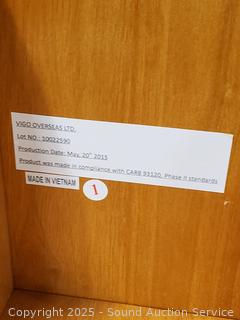 VIGO OVERSEAS LTD.
Lot NO.: 10022590
Production Date: May, 20th 2015
Product was made in compliance with CARB 93120, Phase II standards
MADE IN VIETNAM
1
Copyright 2025 - Sound Auction Service